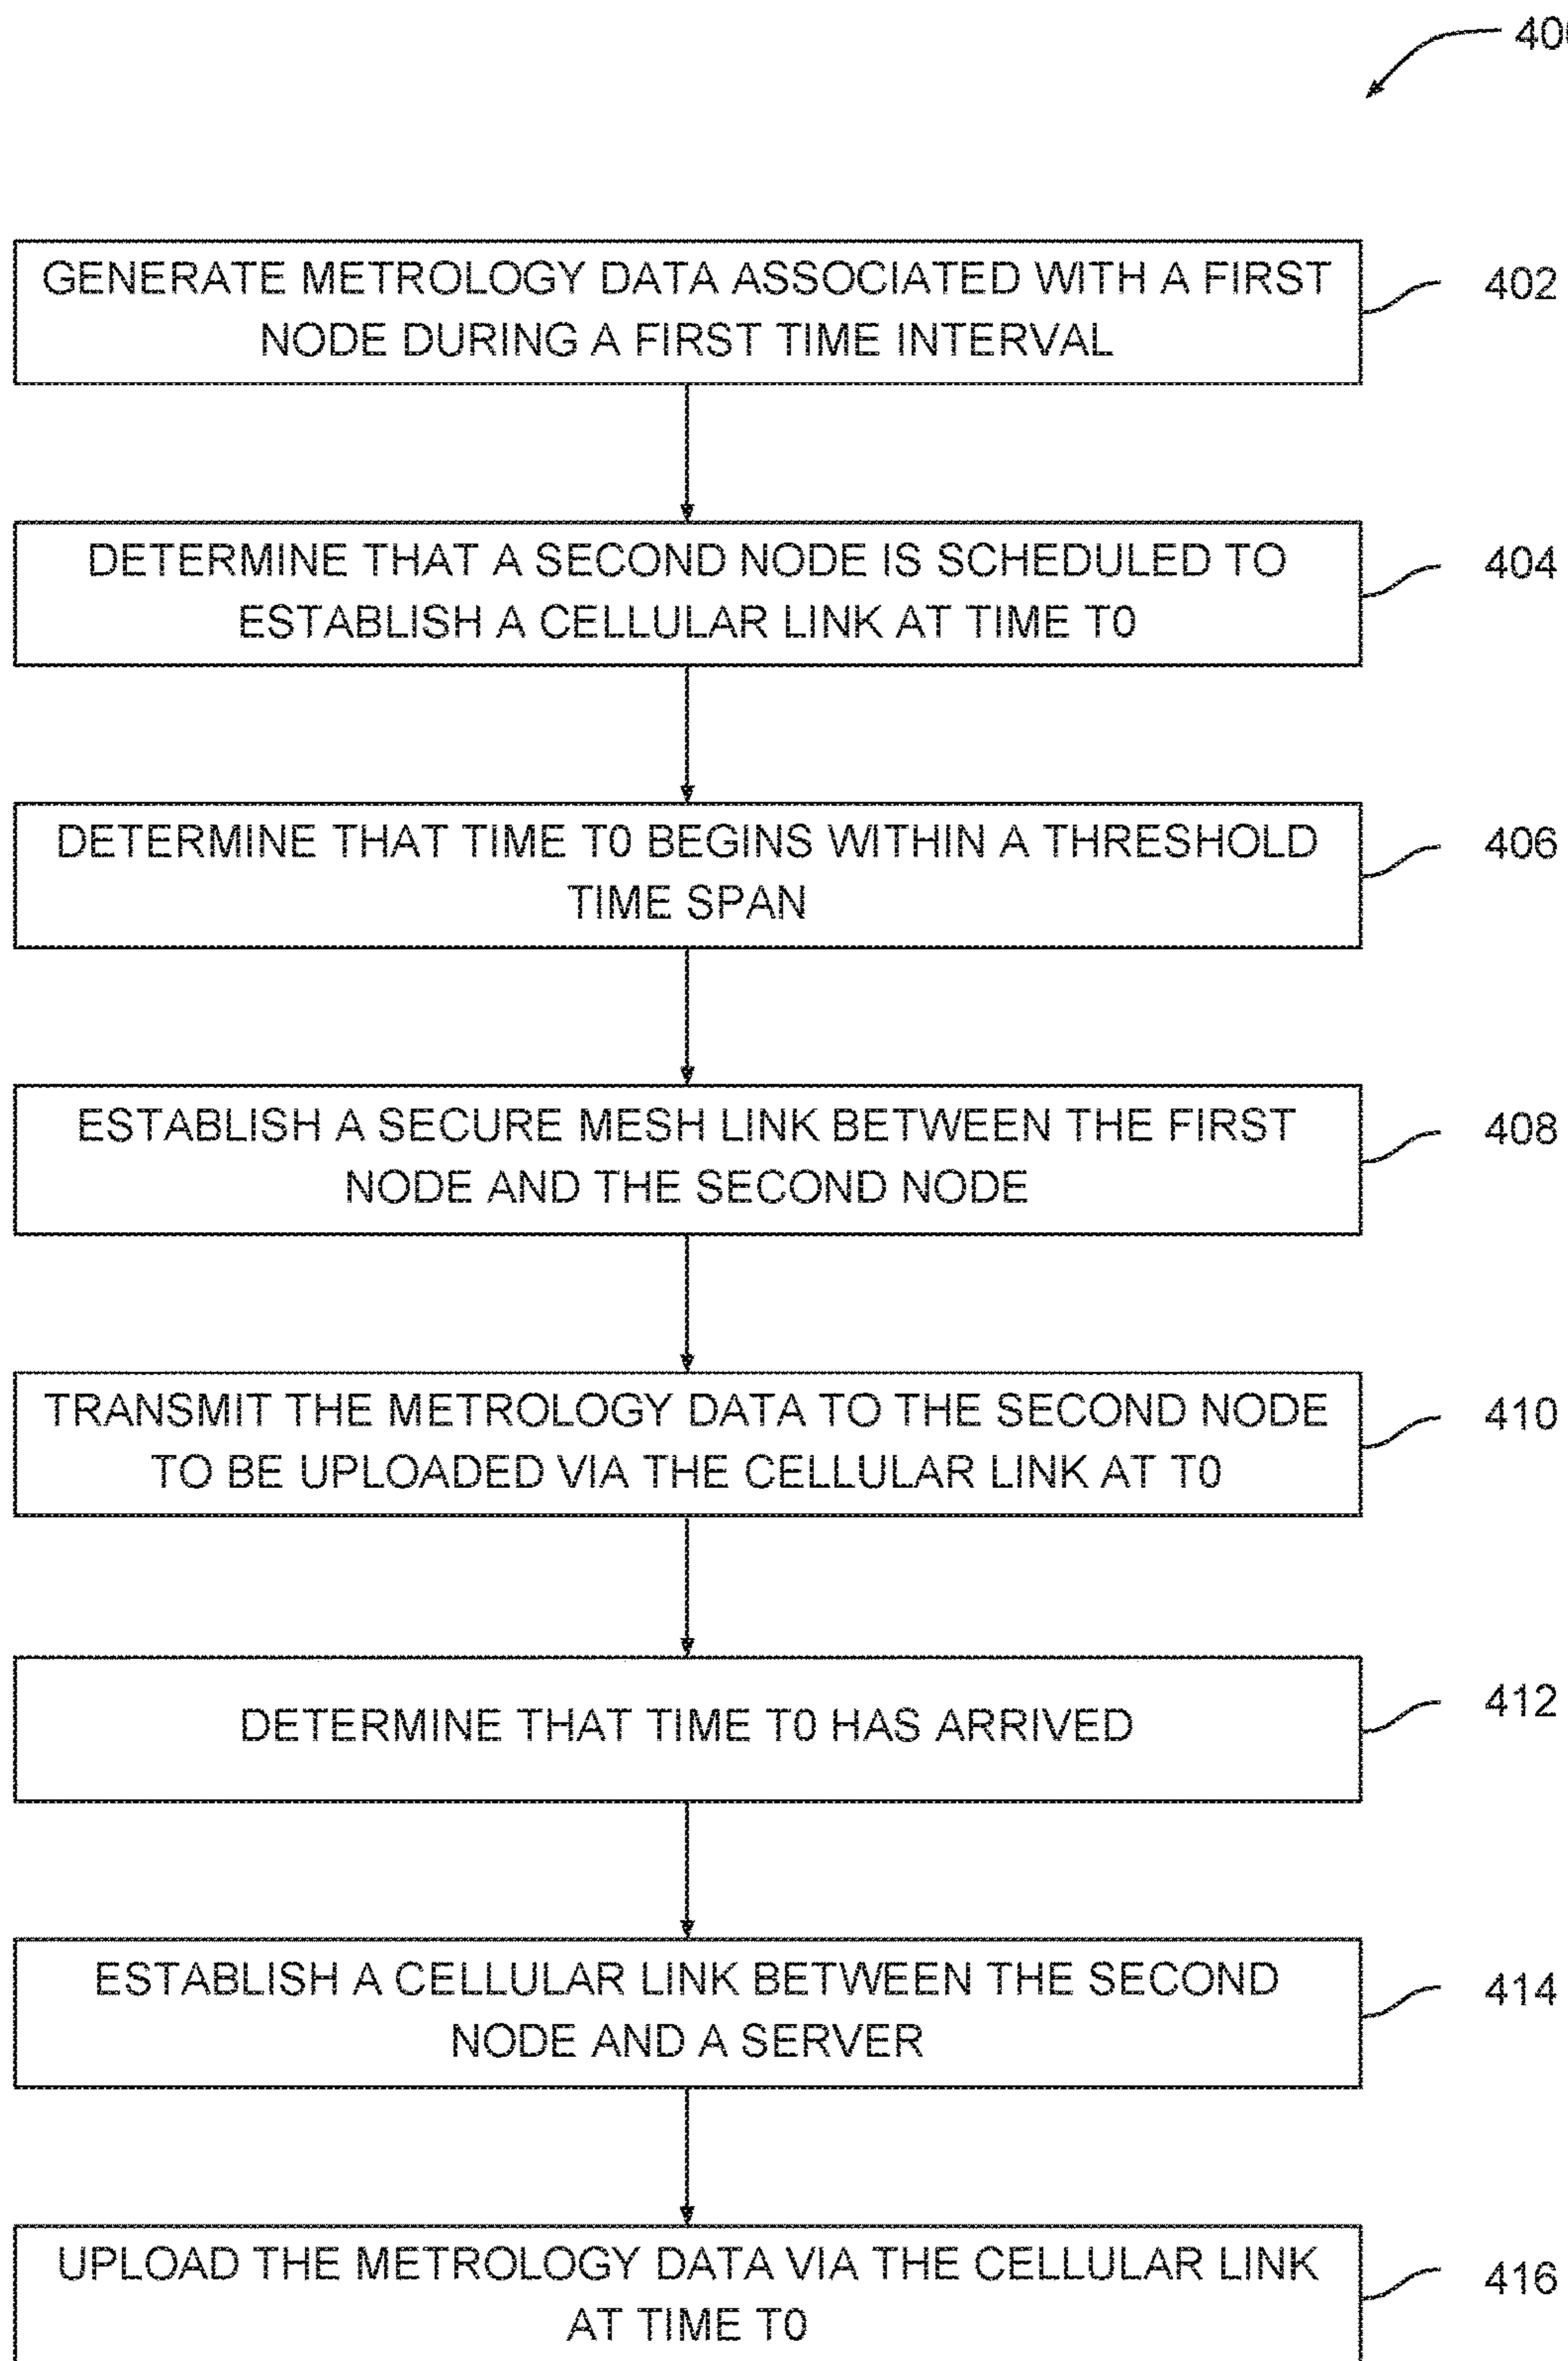 400
GENERATE METROLOGY DATA ASSOCIATED WITH A FIRST
NODE DURING A FIRST TIME INTERVAL
402
DETERMINE THAT A SECOND NODE IS SCHEDULED TO
ESTABLISH A CELLULAR LINK AT TIME T0
404
DETERMINE THAT TIME T0 BEGINS WITHIN A THRESHOLD
TIME SPAN
406
ESTABLISH A SECURE MESH LINK BETWEEN THE FIRST
NODE AND THE SECOND NODE
408
TRANSMIT THE METROLOGY DATA TO THE SECOND NODE
TO BE UPLOADED VIA THE CELLULAR LINK AT T0
410
DETERMINE THAT TIME T0 HAS ARRIVED
412
ESTABLISH A CELLULAR LINK BETWEEN THE SECOND
NODE AND A SERVER
414
UPLOAD THE METROLOGY DATA VIA THE CELLULAR LINK
AT TIME T0
416